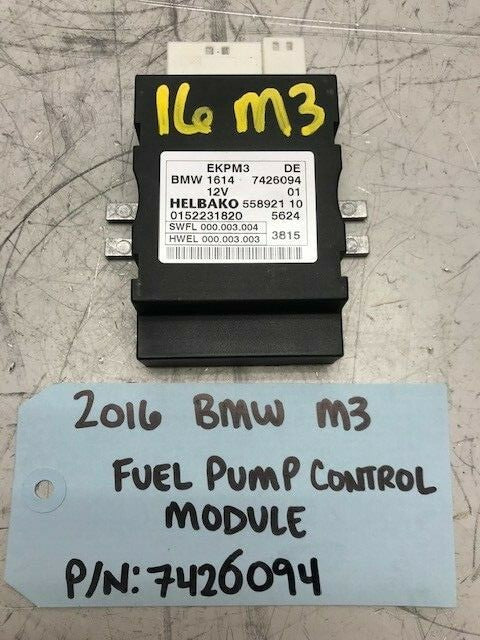 16 M3
EKPM3 DE
BMW 1614 7426094
12V 01
HELBAKO 558921 10
0152231820 5624
SWFL 000.003.004
HWEL 000.003.003 3815
2016 BMW M3
FUEL PUMP CONTROL
MODULE
P/N: 7426094